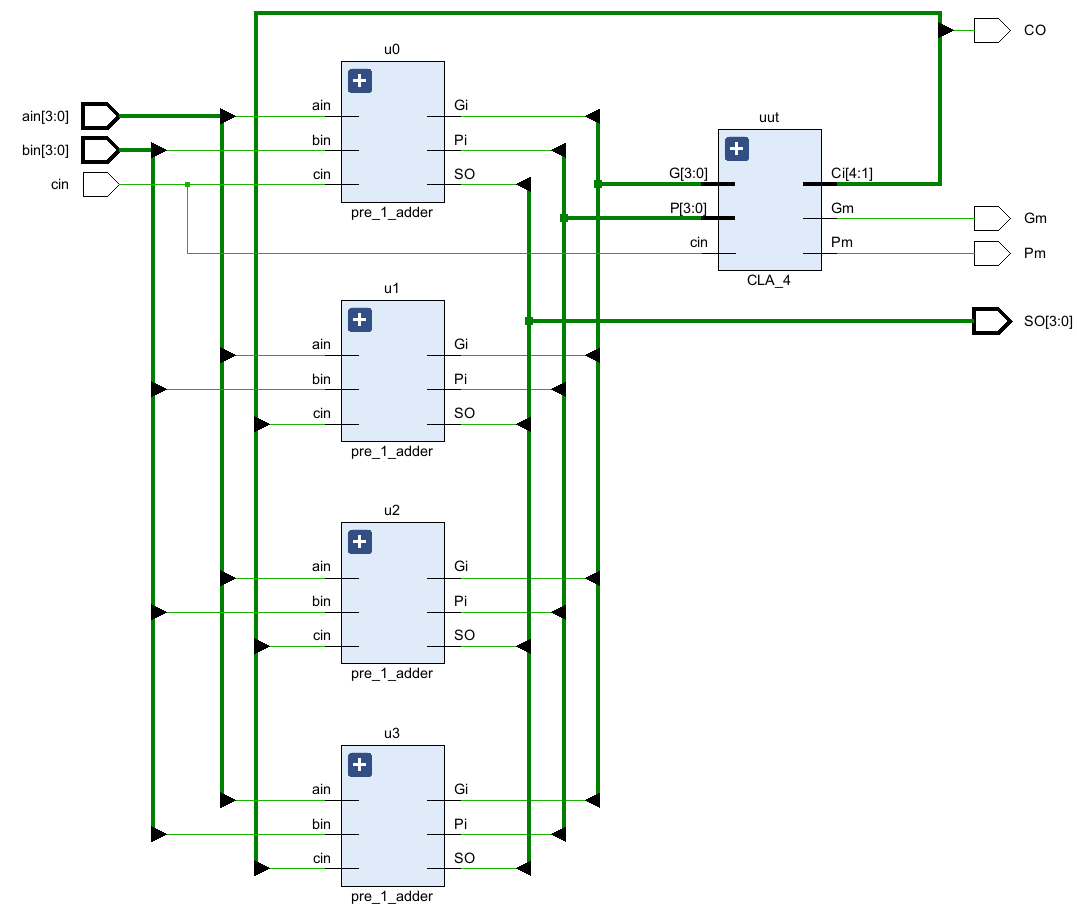 CO
u0
ain[3:0]
ain
Gi
uut
bin[3:0]
bin
Pi
G[3:0]
Ci[4:1]
cin
cin
SO
P[3:0]
Gm
Gm
pre_1_adder
cin
Pm
Pm
CLA_4
u1
SO[3:0]
ain
Gi
bin
Pi
cin
SO
pre_1_adder
u2
ain
Gi
bin
Pi
cin
SO
pre_1_adder
u3
ain
Gi
bin
Pi
cin
SO
pre_1_adder